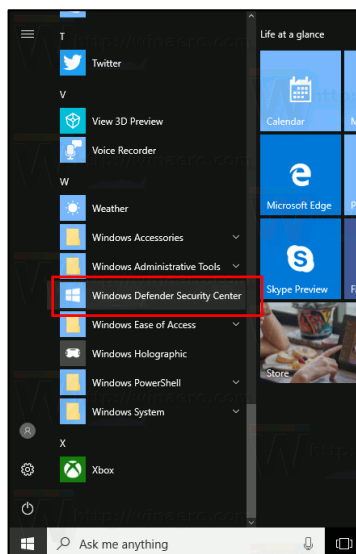 T
Life at a glance
Twitter
V
View 3D Preview
Calendar
Voice Recorder
W
Weather
Microsoft Edge
Windows Accessories
Windows Administrative Tools
Windows Defender Security Center
Skype Preview
Windows Ease of Access
Windows Holographic
Store
Windows PowerShell
Windows System
X
Xbox
Ask me anything